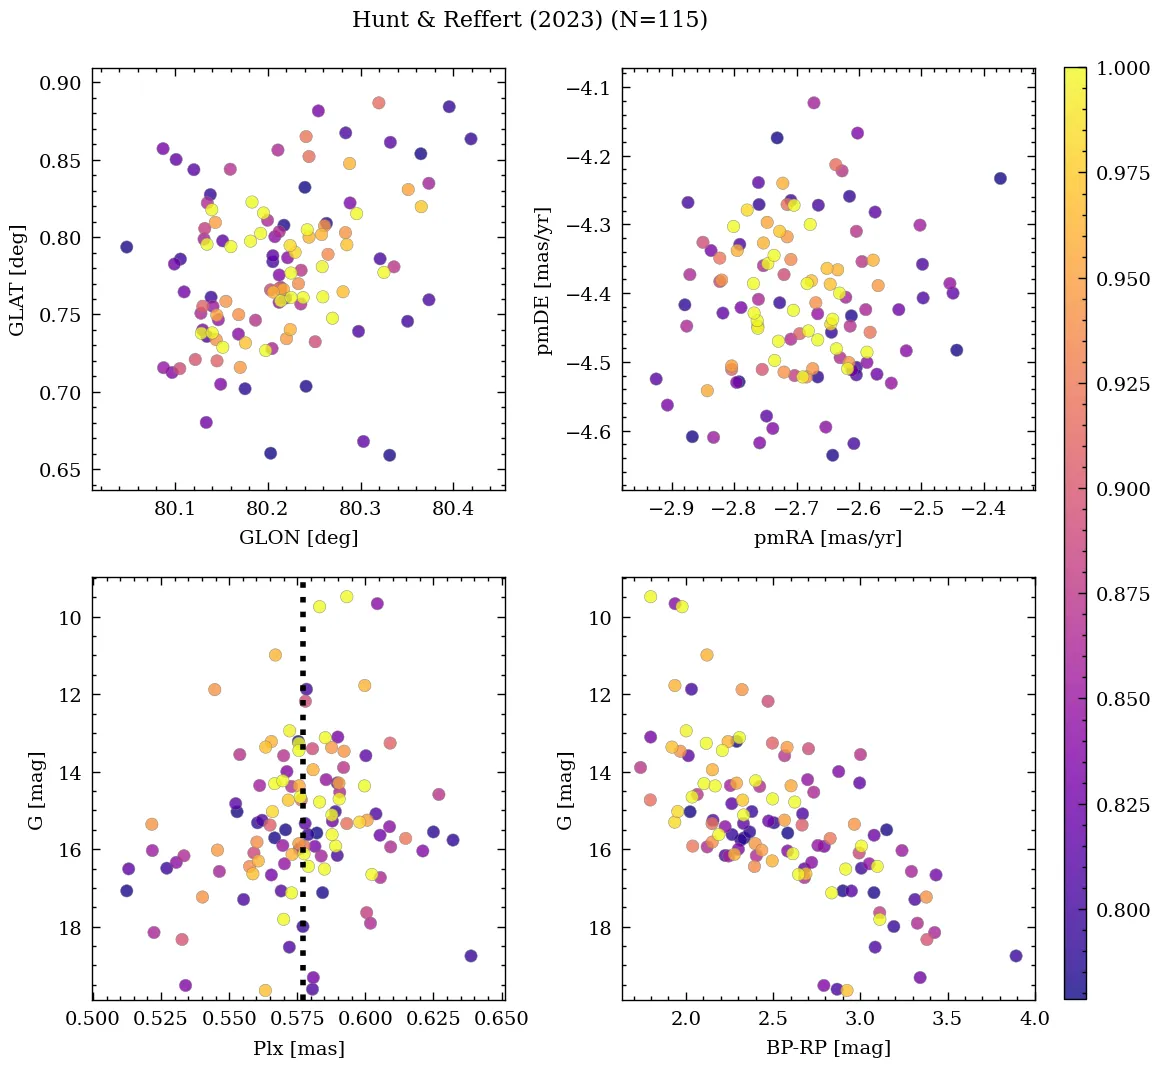 Hunt & Reffert (2023) (N=115)
0.90
0.85
0.80
0.75
0.70
0.65
GLAT [deg]
80.1 80.2 80.3 80.4
GLON [deg]
−4.1
−4.2
−4.3
−4.4
−4.5
−4.6
pmDE [mas/yr]
−2.9 −2.8 −2.7 −2.6 −2.5 −2.4
pmRA [mas/yr]
10
12
14
16
18
G [mag]
0.500 0.525 0.550 0.575 0.600 0.625 0.650
Plx [mas]
10
12
14
16
18
G [mag]
2.0 2.5 3.0 3.5 4.0
BP-RP [mag]
1.000
0.975
0.950
0.925
0.900
0.875
0.850
0.825
0.800